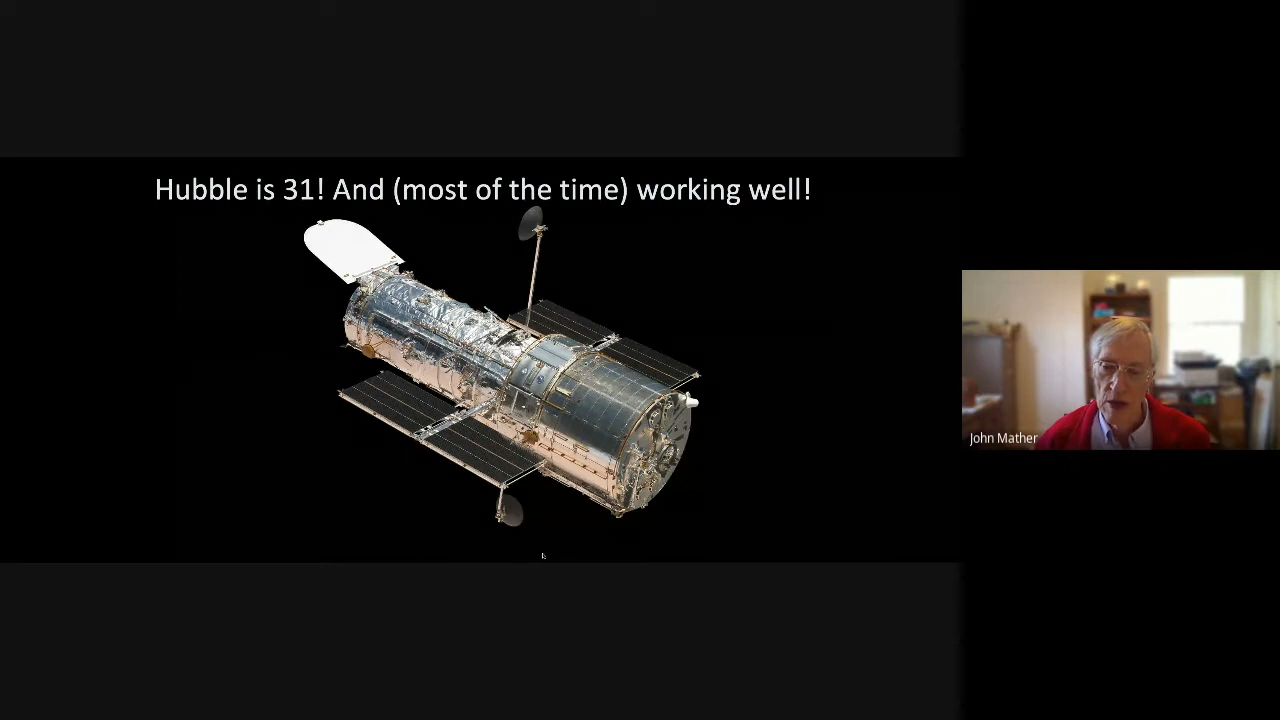 Hubble is 31! And (most of the time) working well!
John Mather